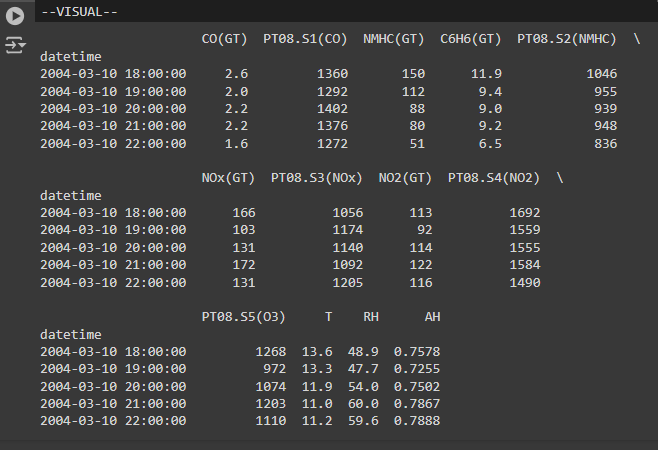 --VISUAL--
CO(GT) PT08.S1(CO) NMHC(GT) C6H6(GT) PT08.S2(NMHC) \
datetime
2004-03-10 18:00:00 2.6 1360 150 11.9 1046
2004-03-10 19:00:00 2.0 1292 112 9.4 955
2004-03-10 20:00:00 2.2 1402 88 9.0 939
2004-03-10 21:00:00 2.2 1376 80 9.2 948
2004-03-10 22:00:00 1.6 1272 51 6.5 836
NOx(GT) PT08.S3(NOx) NO2(GT) PT08.S4(NO2) \
datetime
2004-03-10 18:00:00 166 1056 113 1692
2004-03-10 19:00:00 103 1174 92 1559
2004-03-10 20:00:00 131 1140 114 1555
2004-03-10 21:00:00 172 1092 122 1584
2004-03-10 22:00:00 131 1205 116 1490
PT08.S5(O3) T RH AH
datetime
2004-03-10 18:00:00 1268 13.6 48.9 0.7578
2004-03-10 19:00:00 972 13.3 47.7 0.7255
2004-03-10 20:00:00 1074 11.9 54.0 0.7502
2004-03-10 21:00:00 1203 11.0 60.0 0.7867
2004-03-10 22:00:00 1110 11.2 59.6 0.7888